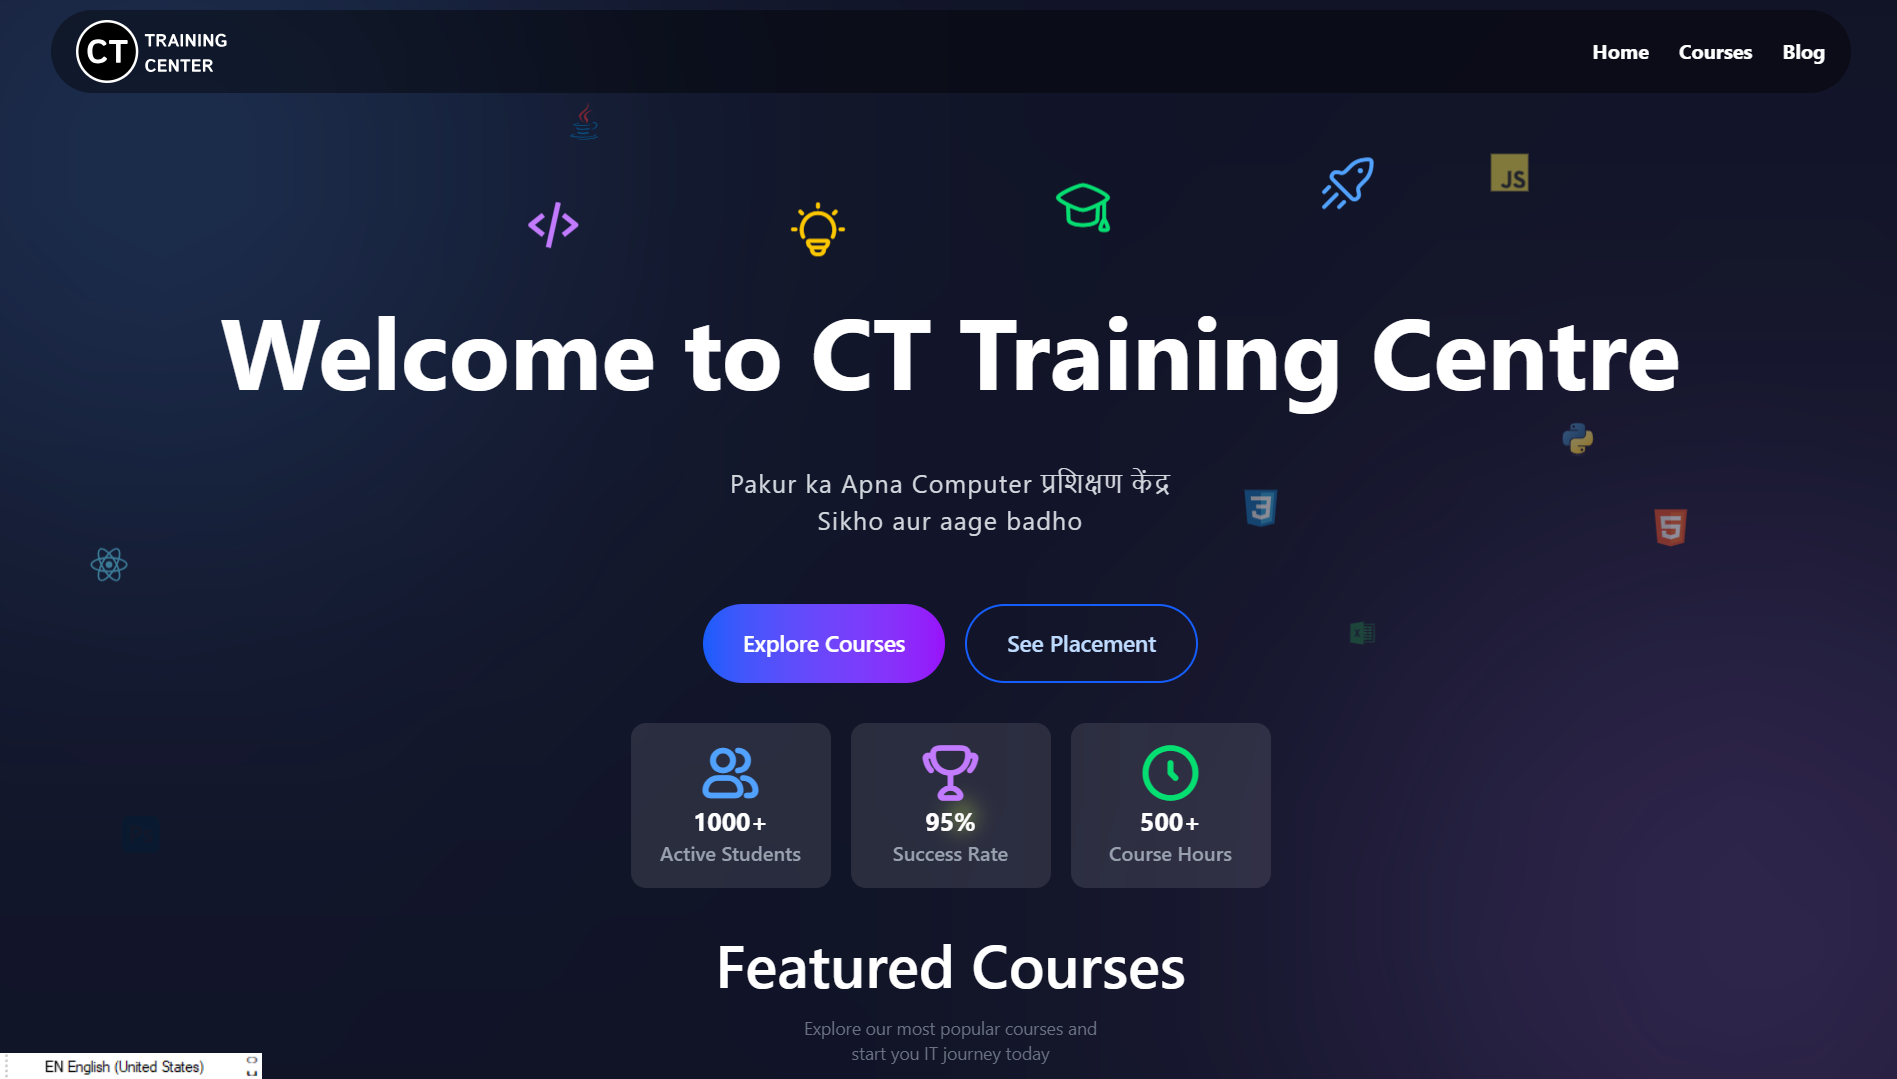 CT TRAINING
CENTER
Home Courses Blog
JS
Welcome to CT Training Centre
Pakur ka Apna Computer प्रशिक्षण केंद्र
Sikho aur aage badho
3
5
Explore Courses See Placement
1000+ 95% 500+
Active Students Success Rate Course Hours
Featured Courses
Explore our most popular courses and
start you IT journey today
EN English (United States)